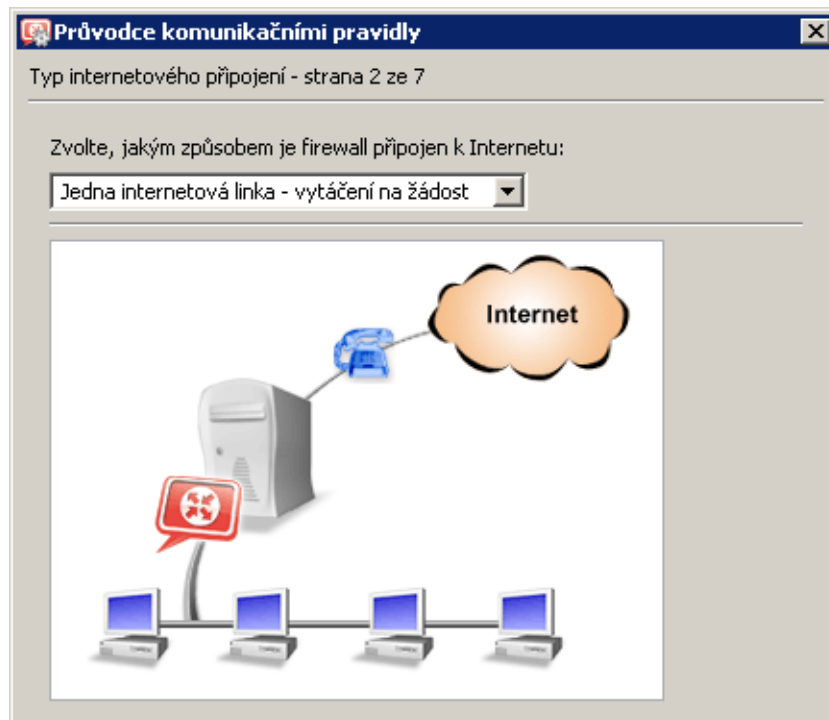 Průvodce komunikačními pravidly
Typ internetového připojení - strana 2 ze 7
Zvolte, jakým způsobem je firewall připojen k Internetu:
Jedna internetová linka - vytáčení na žádost
Internet